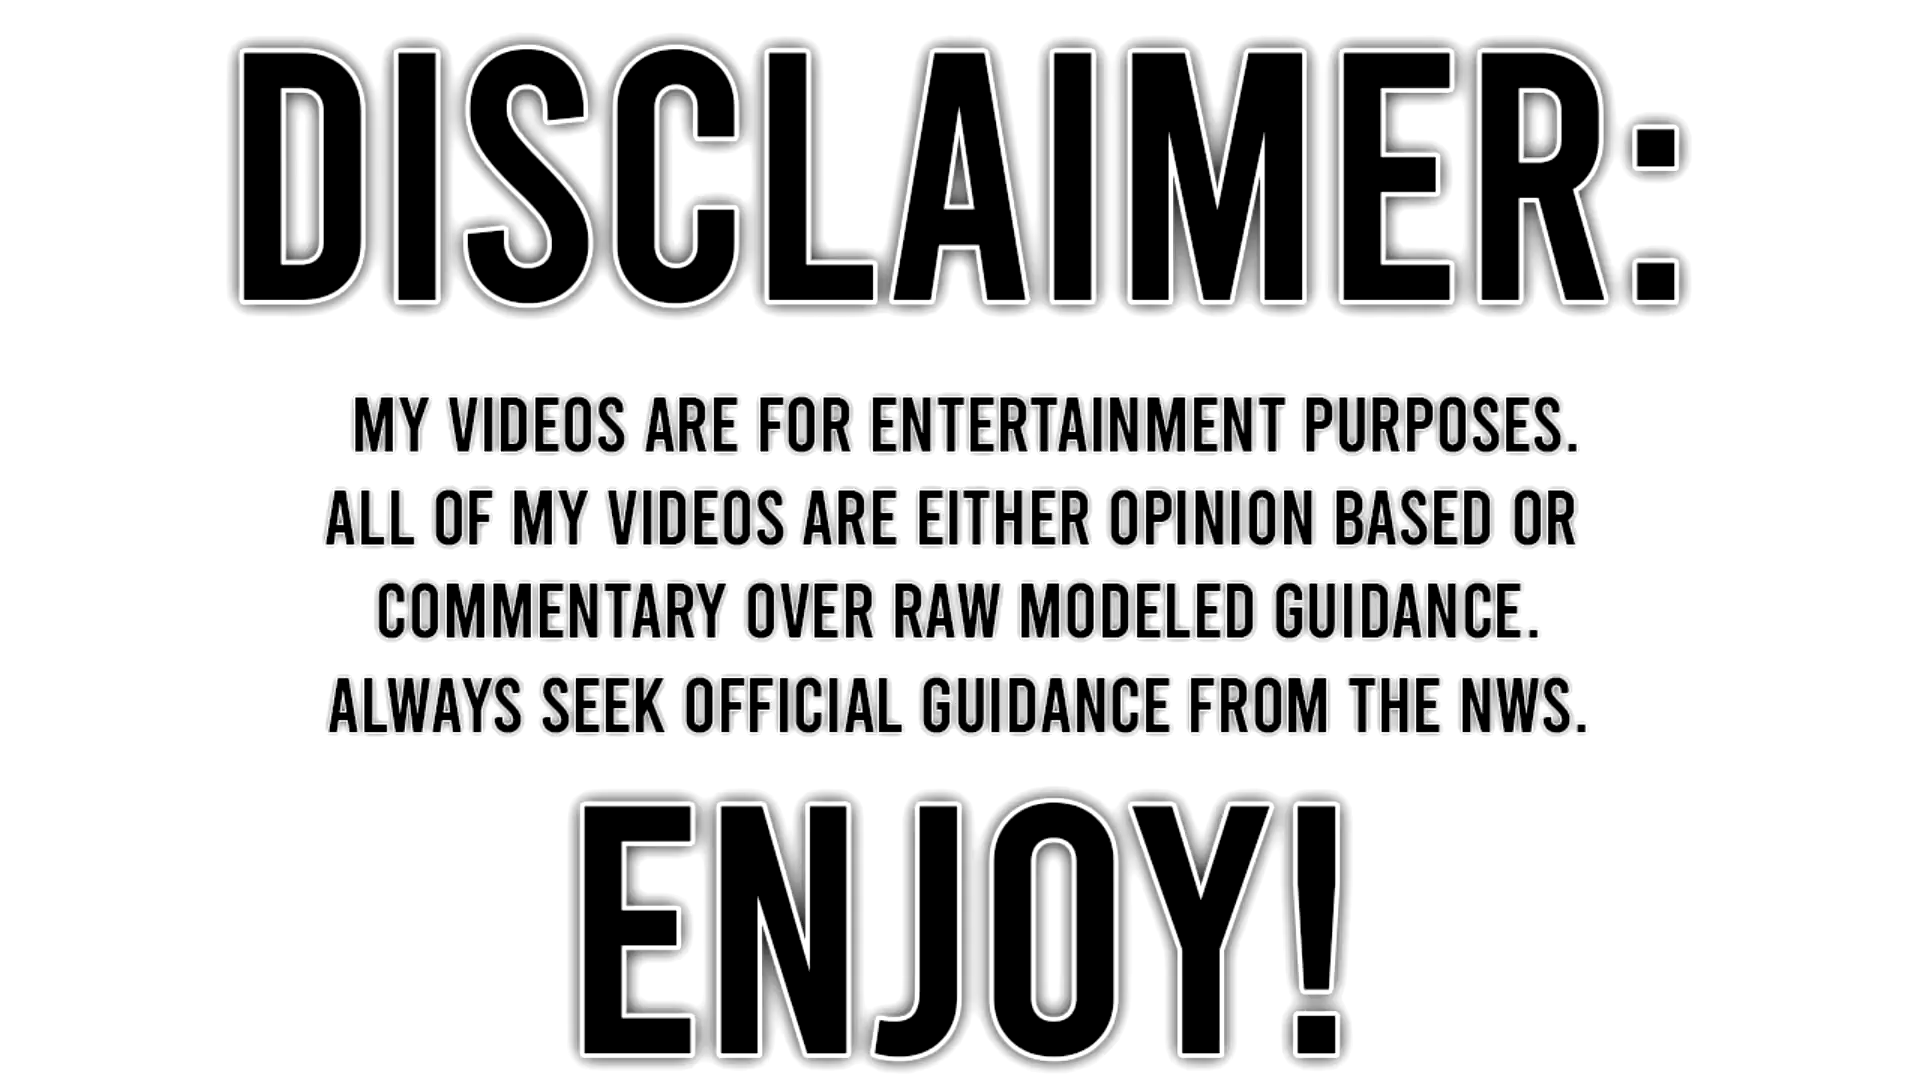 DISCLAIMER:
MY VIDEOS ARE FOR ENTERTAINMENT PURPOSES.
ALL OF MY VIDEOS ARE EITHER OPINION BASED OR
COMMENTARY OVER RAW MODELED GUIDANCE.
ALWAYS SEEK OFFICIAL GUIDANCE FROM THE NWS.
ENJOY!